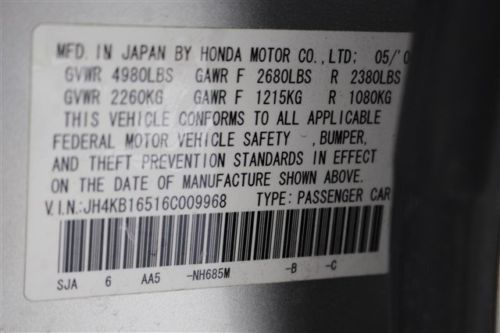 MFD. IN JAPAN BY HONDA MOTOR CO.,LTD; 05/'0
GVWR 4980LBS GAWR F 2680LBS R 2380LBS
GVWR 2260KG GAWR F 1215KG R 1080KG
THIS VEHICLE CONFORMS TO ALL APPLICABLE
FEDERAL MOTOR VEHICLE SAFETY -,BUMPER,
AND THEFT PREVENTION STANDARDS IN EFFECT
ON THE DATE OF MANUFACTURE SHOWN ABOVE.
V.I.N.:JH4KB16516C009968 TYPE: PASSENGER CAR
SJA 6 AA5 -NH685M -B -C